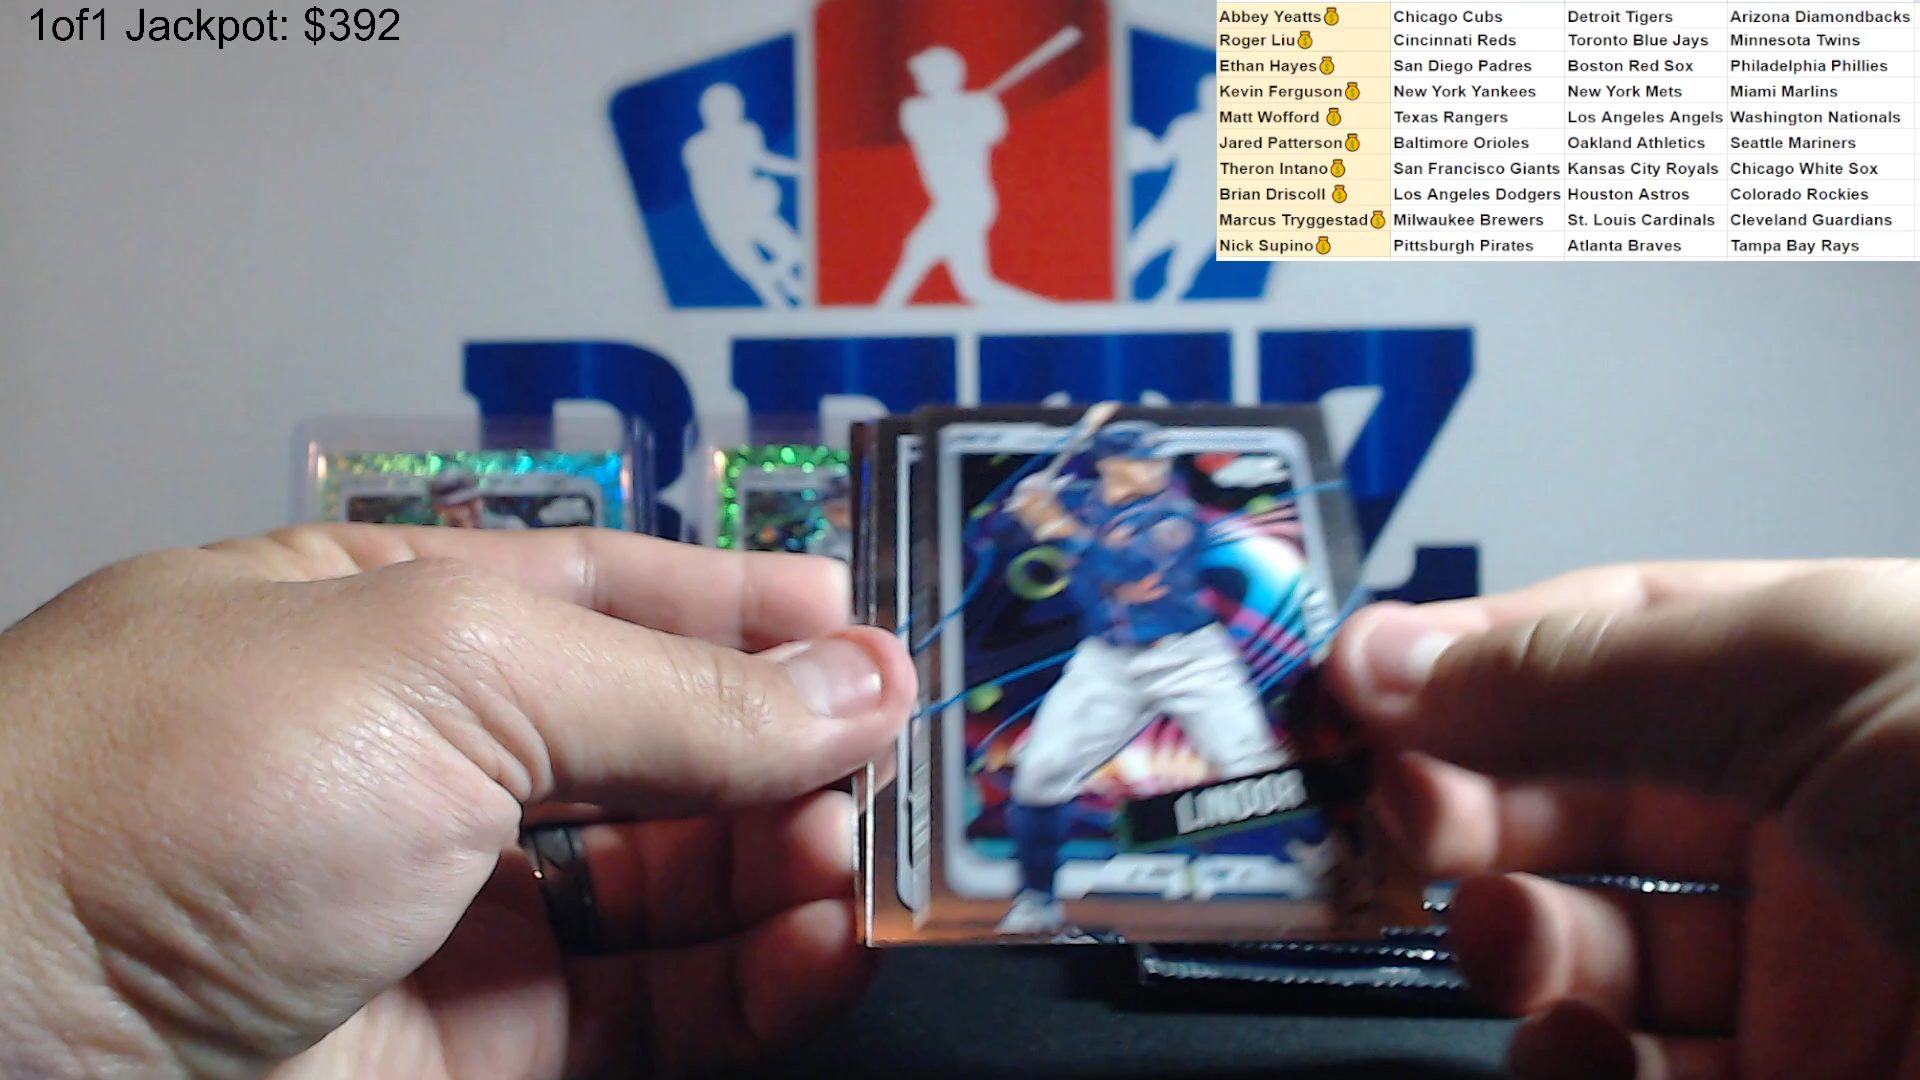 1of1 Jackpot: $392
Abbey Yeatts Chicago Cubs Detroit Tigers Arizona Diamondbacks
Roger Liu Cincinnati Reds Toronto Blue Jays Minnesota Twins
Ethan Hayes San Diego Padres Boston Red Sox Philadelphia Phillies
Kevin Ferguson New York Yankees New York Mets Miami Marlins
Matt Wofford Texas Rangers Los Angeles Angels Washington Nationals
Jared Patterson Baltimore Orioles Oakland Athletics Seattle Mariners
Theron Intano San Francisco Giants Kansas City Royals Chicago White Sox
Brian Driscoll Los Angeles Dodgers Houston Astros Colorado Rockies
Marcus Tryggestad Milwaukee Brewers St. Louis Cardinals Cleveland Guardians
Nick Supino Pittsburgh Pirates Atlanta Braves Tampa Bay Rays
LINDOR